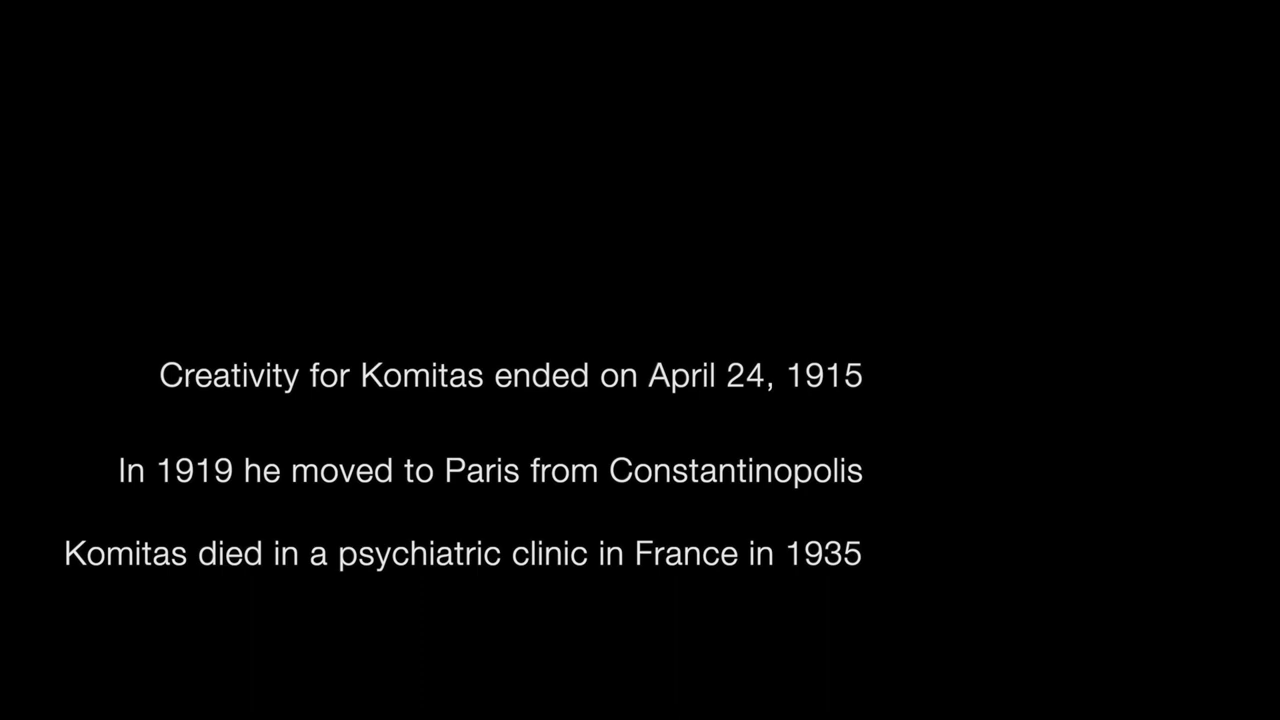 Creativity for Komitas ended on April 24, 1915
In 1919 he moved to Paris from Constantinopolis
Komitas died in a psychiatric clinic in France in 1935